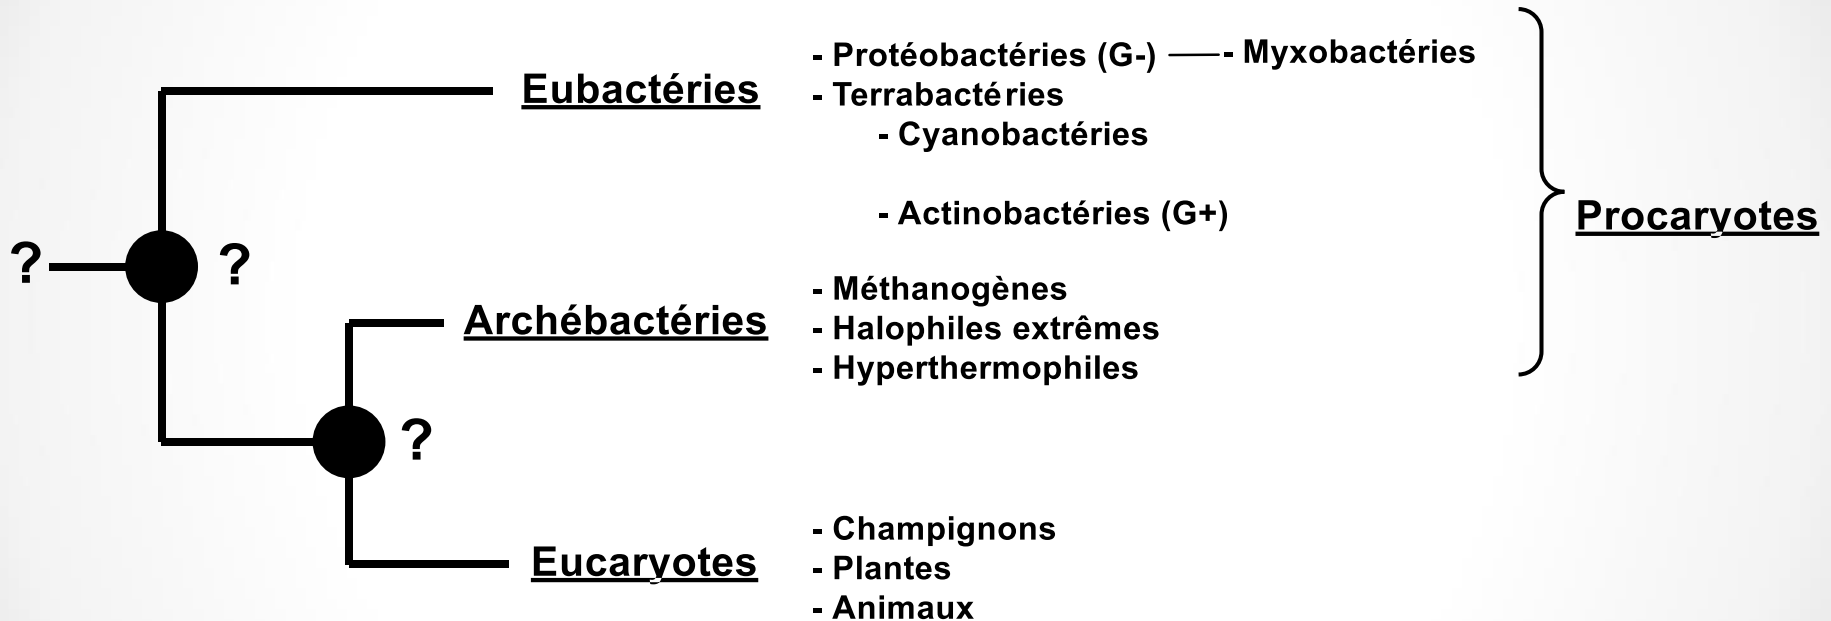 - Protéobactéries (G-) - Myxobactéries
Eubactéries
- Terrabactéries
- Cyanobactéries
- Actinobactéries (G+)
Procaryotes
? ?
- Méthanogènes
Archébactéries
- Halophiles extrêmes
- Hyperthermophiles
?
- Champignons
Eucaryotes
- Plantes
- Animaux